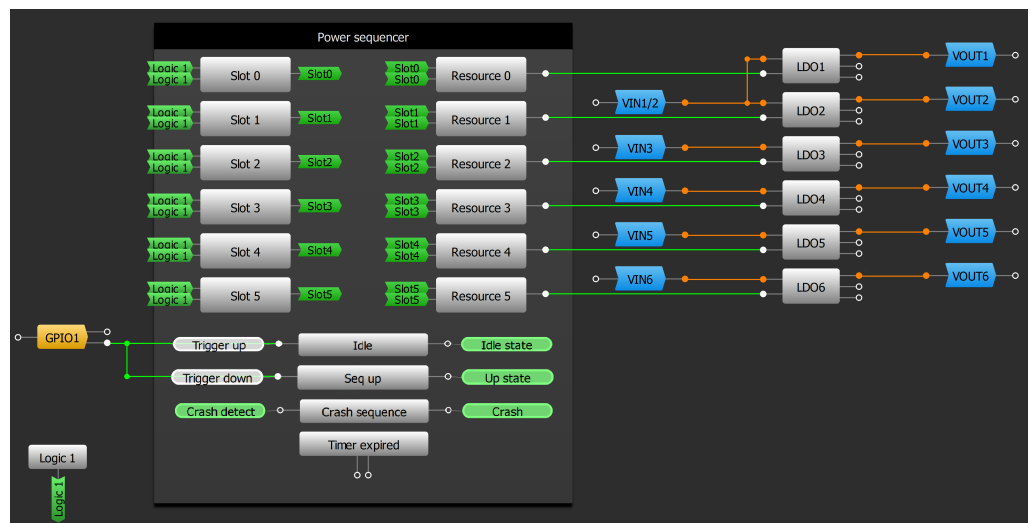 Power sequencer
Logic 1
Logic 1
Slot 0
Slot0
Slot0
Slot0
Resource 0
Logic 1
Logic 1
Slot 1
Slot1
Slot1
Slot1
Resource 1
Logic 1
Logic 1
Slot 2
Slot2
Slot2
Slot2
Resource 2
Logic 1
Logic 1
Slot 3
Slot3
Slot3
Slot3
Resource 3
Logic 1
Logic 1
Slot 4
Slot4
Slot4
Slot4
Resource 4
Logic 1
Logic 1
Slot 5
Slot5
Slot5
Slot5
Resource 5
GPIO1
Trigger up
Idle
Idle state
Trigger down
Seq up
Up state
Crash detect
Crash sequence
Crash
Timer expired
Logic 1
Logic 1
LDO1
VOUT1
VIN1/2
LDO2
VOUT2
VIN3
LDO3
VOUT3
VIN4
LDO4
VOUT4
VIN5
LDO5
VOUT5
VIN6
LDO6
VOUT6